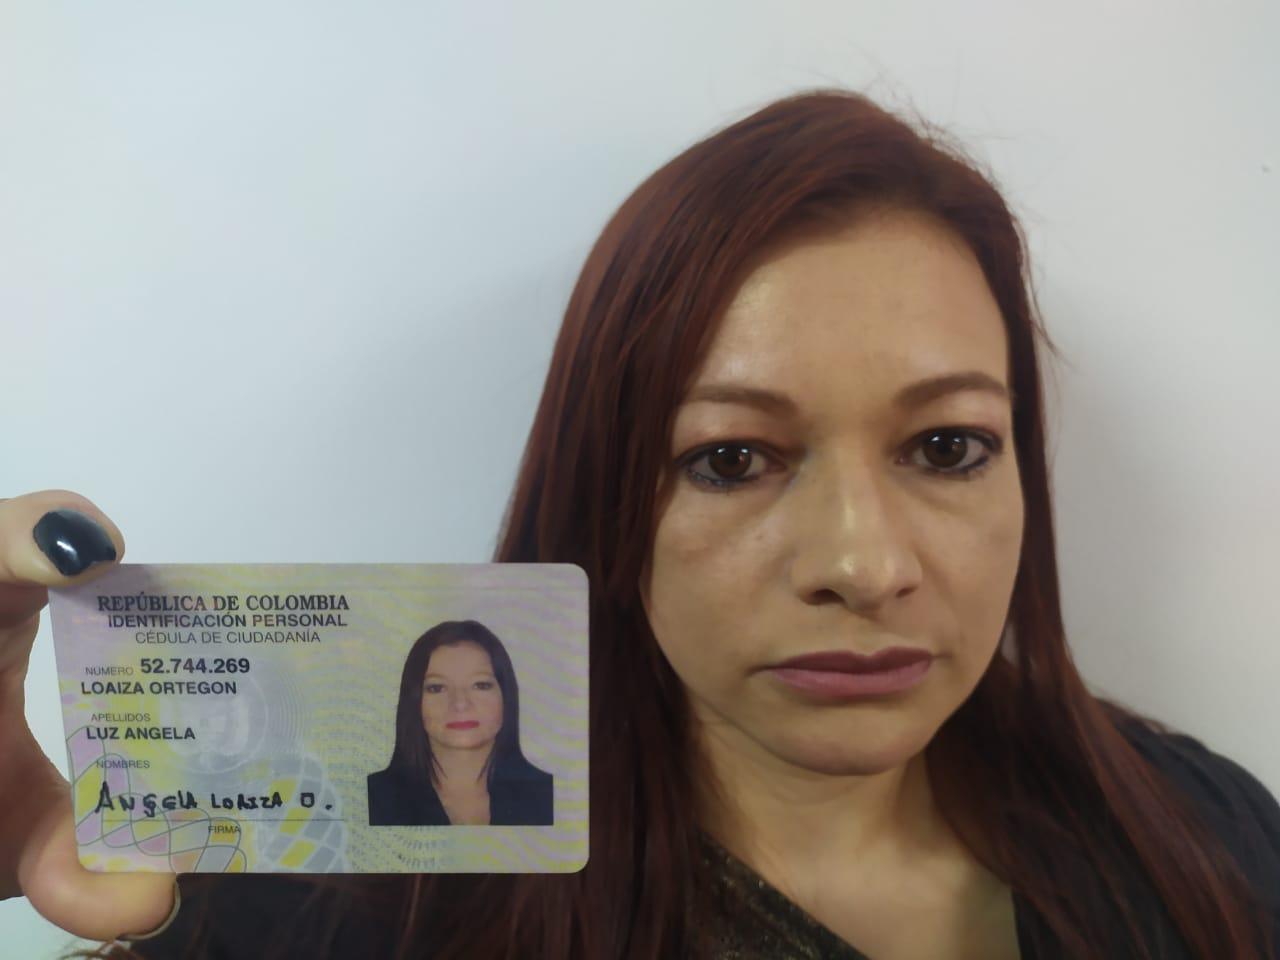 REPÚBLICA DE COLOMBIA
IDENTIFICACIÓN PERSONAL
CÉDULA DE CIUDADANÍA
NÚMERO 52.744.269
LOAIZA ORTEGON
APELLIDOS
LUZ ANGELA
NOMBRES
ANgELA LOAIZA O.
FIRMA